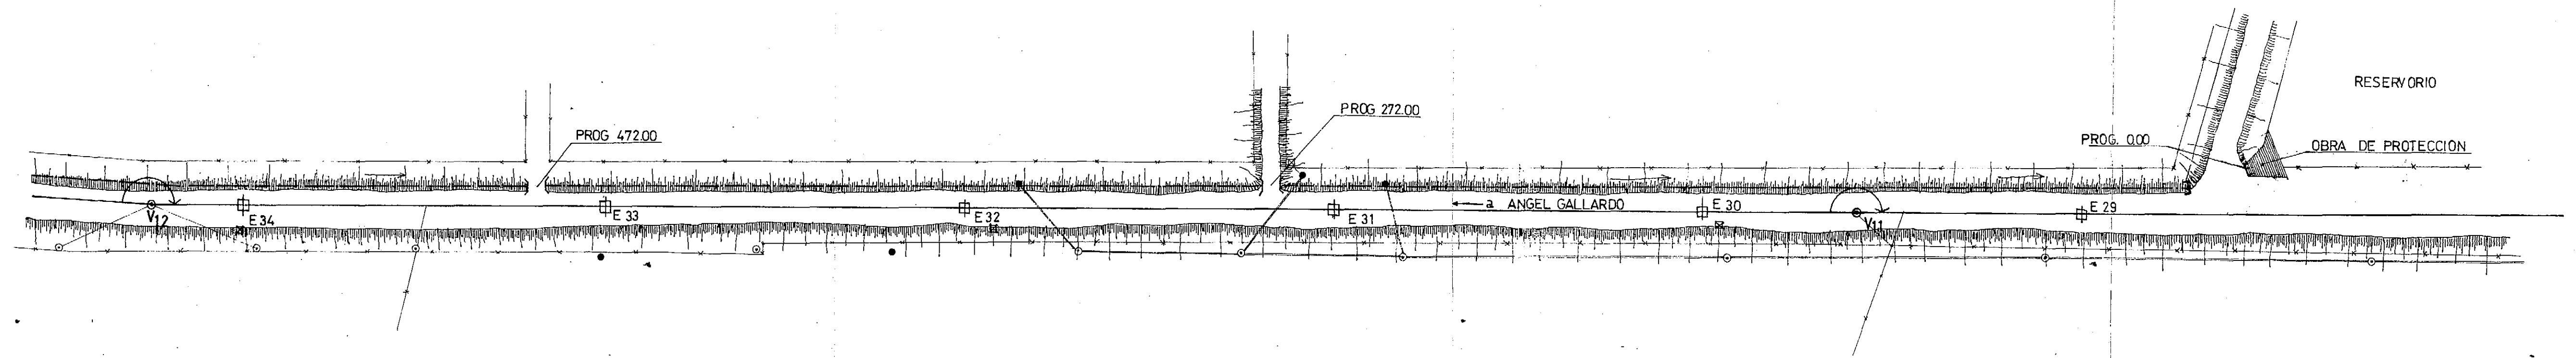 RESERVORIO
PROG 272.00
PROG 472.00
PROG. 0.00
OBRA DE PROTECCION
V12
E 34
E 33
E 32
E 31
a ANGEL GALLARDO
E 30
V11
E 29